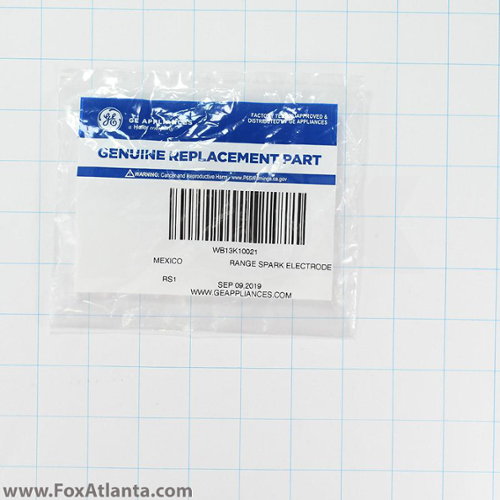 GE APPLIANCES
a Haier company
FACTORY TESTED, APPROVED &
DISTRIBUTED BY GE APPLIANCES
GENUINE REPLACEMENT PART
WARNING: Cancer and Reproductive Harm www.P65Warnings.ca.gov
WB13K10021
MEXICO RANGE SPARK ELECTRODE
RS1 SEP 09,2019
WWW.GEAPPLIANCES.COM
www.FoxAtlanta.com